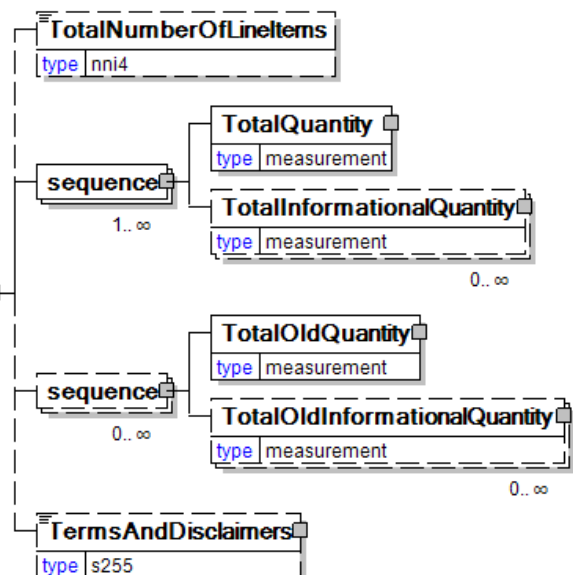 TotalNumberOfLineItems
type nni4
TotalQuantity
type measurement
sequence
1.. ∞
TotalInformationalQuantity
type measurement
0.. ∞
TotalOldQuantity
type measurement
sequence
0.. ∞
TotalOldInformationalQuantity
type measurement
0.. ∞
TermsAndDisclaimers
type s255